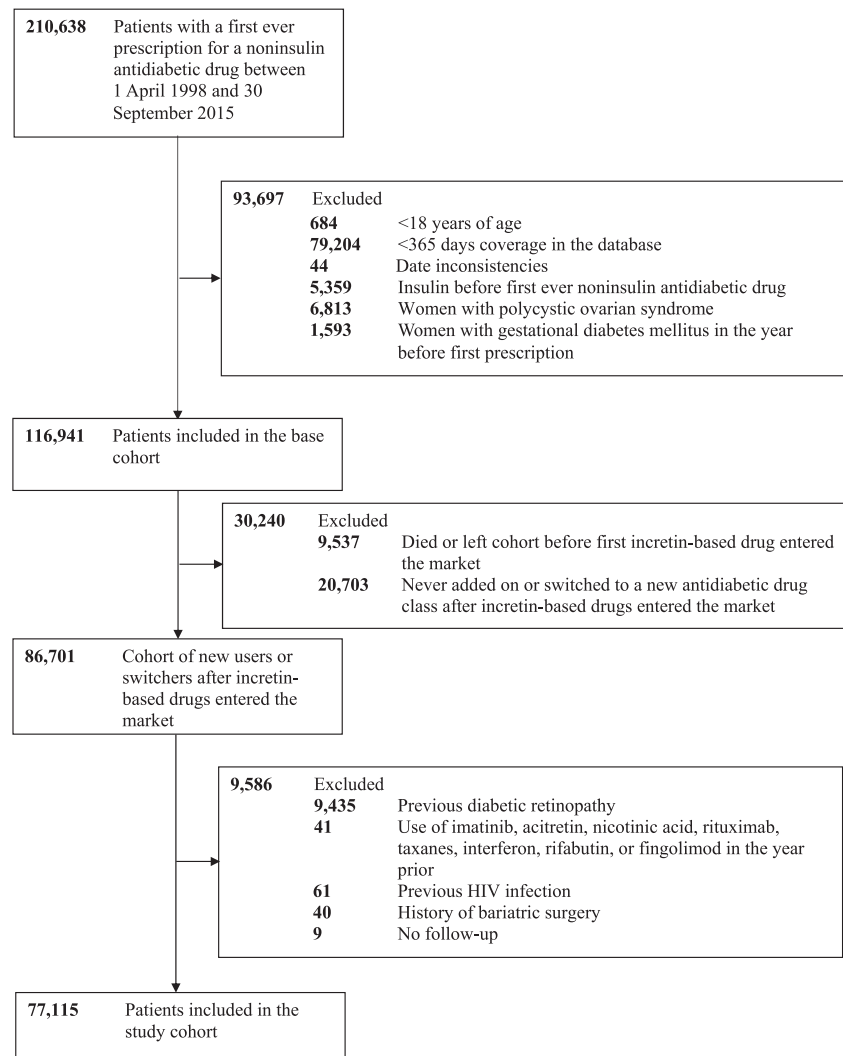 210,638 Patients with a first ever
prescription for a noninsulin
antidiabetic drug between
1 April 1998 and 30
September 2015
93,697 Excluded
684 <18 years of age
79,204 <365 days coverage in the database
44 Date inconsistencies
5,359 Insulin before first ever noninsulin antidiabetic drug
6,813 Women with polycystic ovarian syndrome
1,593 Women with gestational diabetes mellitus in the year
before first prescription
116,941 Patients included in the base
cohort
30,240 Excluded
9,537 Died or left cohort before first incretin-based drug entered
the market
20,703 Never added on or switched to a new antidiabetic drug
class after incretin-based drugs entered the market
86,701 Cohort of new users or
switchers after incretin-
based drugs entered the
market
9,586 Excluded
9,435 Previous diabetic retinopathy
41 Use of imatinib, acitretin, nicotinic acid, rituximab,
taxanes, interferon, rifabutin, or fingolimod in the year
prior
61 Previous HIV infection
40 History of bariatric surgery
9 No follow-up
77,115 Patients included in the
study cohort